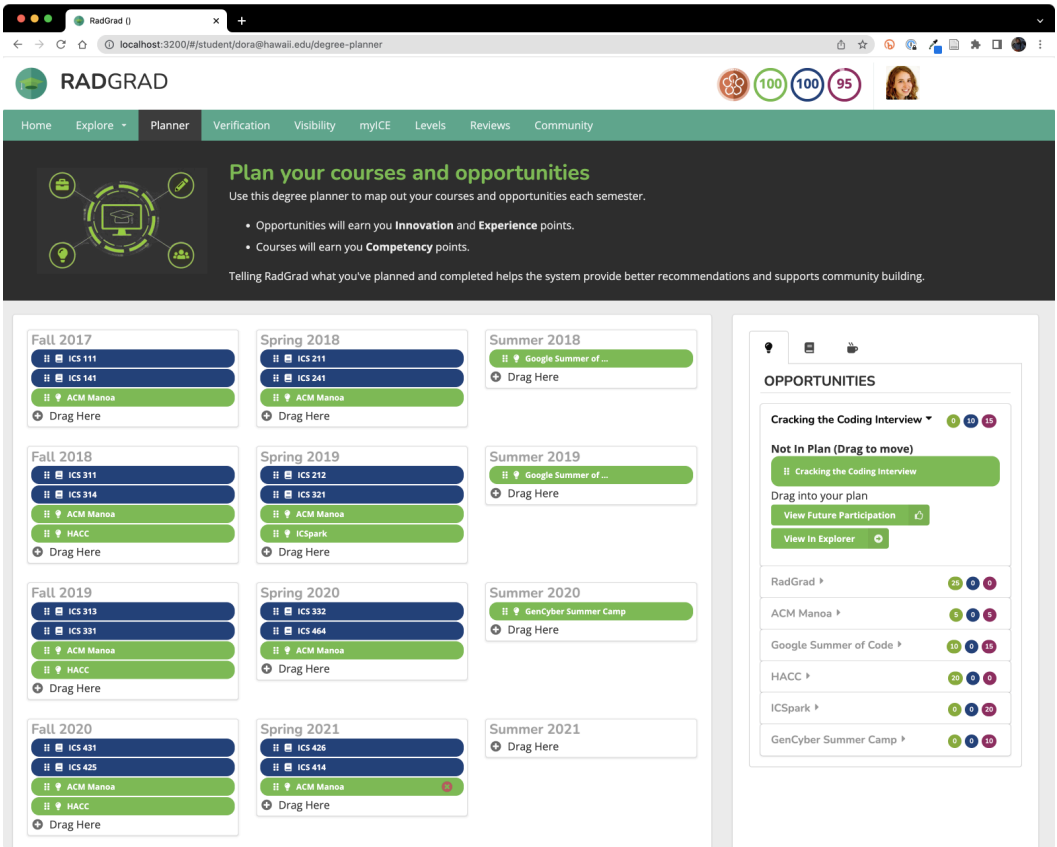 RadGrad ()
localhost:3200/#/student/dora@hawaii.edu/degree-planner
RADGRAD
100 100 95
Home Explore Planner Verification Visibility myICE Levels Reviews Community
Plan your courses and opportunities
Use this degree planner to map out your courses and opportunities each semester.
• Opportunities will earn you Innovation and Experience points.
• Courses will earn you Competency points.
Telling RadGrad what you've planned and completed helps the system provide better recommendations and supports community building.
Fall 2017
ICS 111
ICS 141
ACM Manoa
Drag Here
Spring 2018
ICS 211
ICS 241
ACM Manoa
Drag Here
Summer 2018
Google Summer of ...
Drag Here
Fall 2018
ICS 311
ICS 314
ACM Manoa
HACC
Drag Here
Spring 2019
ICS 212
ICS 321
ACM Manoa
ICSpark
Drag Here
Summer 2019
Google Summer of ...
Drag Here
Fall 2019
ICS 313
ICS 331
ACM Manoa
HACC
Drag Here
Spring 2020
ICS 332
ICS 464
ACM Manoa
Drag Here
Summer 2020
GenCyber Summer Camp
Drag Here
Fall 2020
ICS 431
ICS 425
ACM Manoa
HACC
Drag Here
Spring 2021
ICS 426
ICS 414
ACM Manoa
Drag Here
Summer 2021
Drag Here
OPPORTUNITIES
Cracking the Coding Interview 0 10 15
Not In Plan (Drag to move)
Cracking the Coding Interview
Drag into your plan
View Future Participation
View In Explorer
RadGrad 25 0 0
ACM Manoa 5 0 5
Google Summer of Code 10 0 15
HACC 20 0 0
ICSpark 0 0 20
GenCyber Summer Camp 0 0 10